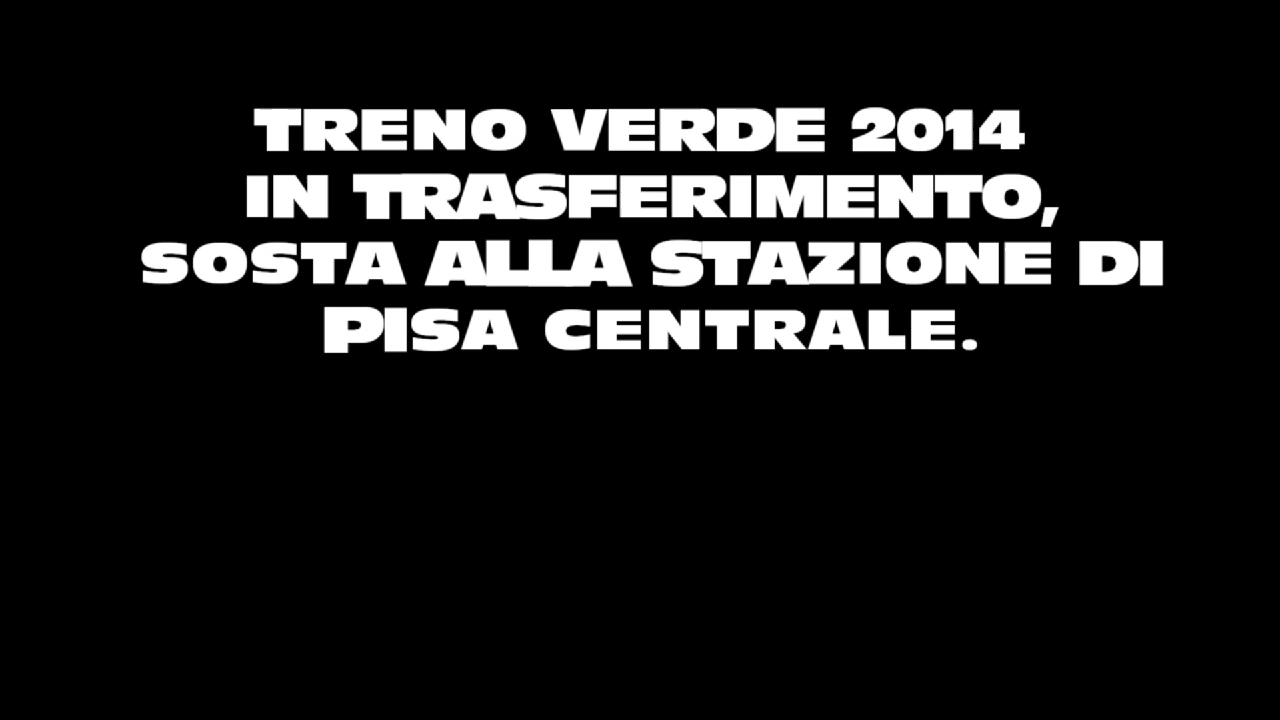 TRENO VERDE 2014
IN TRASFERIMENTO,
SOSTA ALLA STAZIONE DI
PISA CENTRALE.